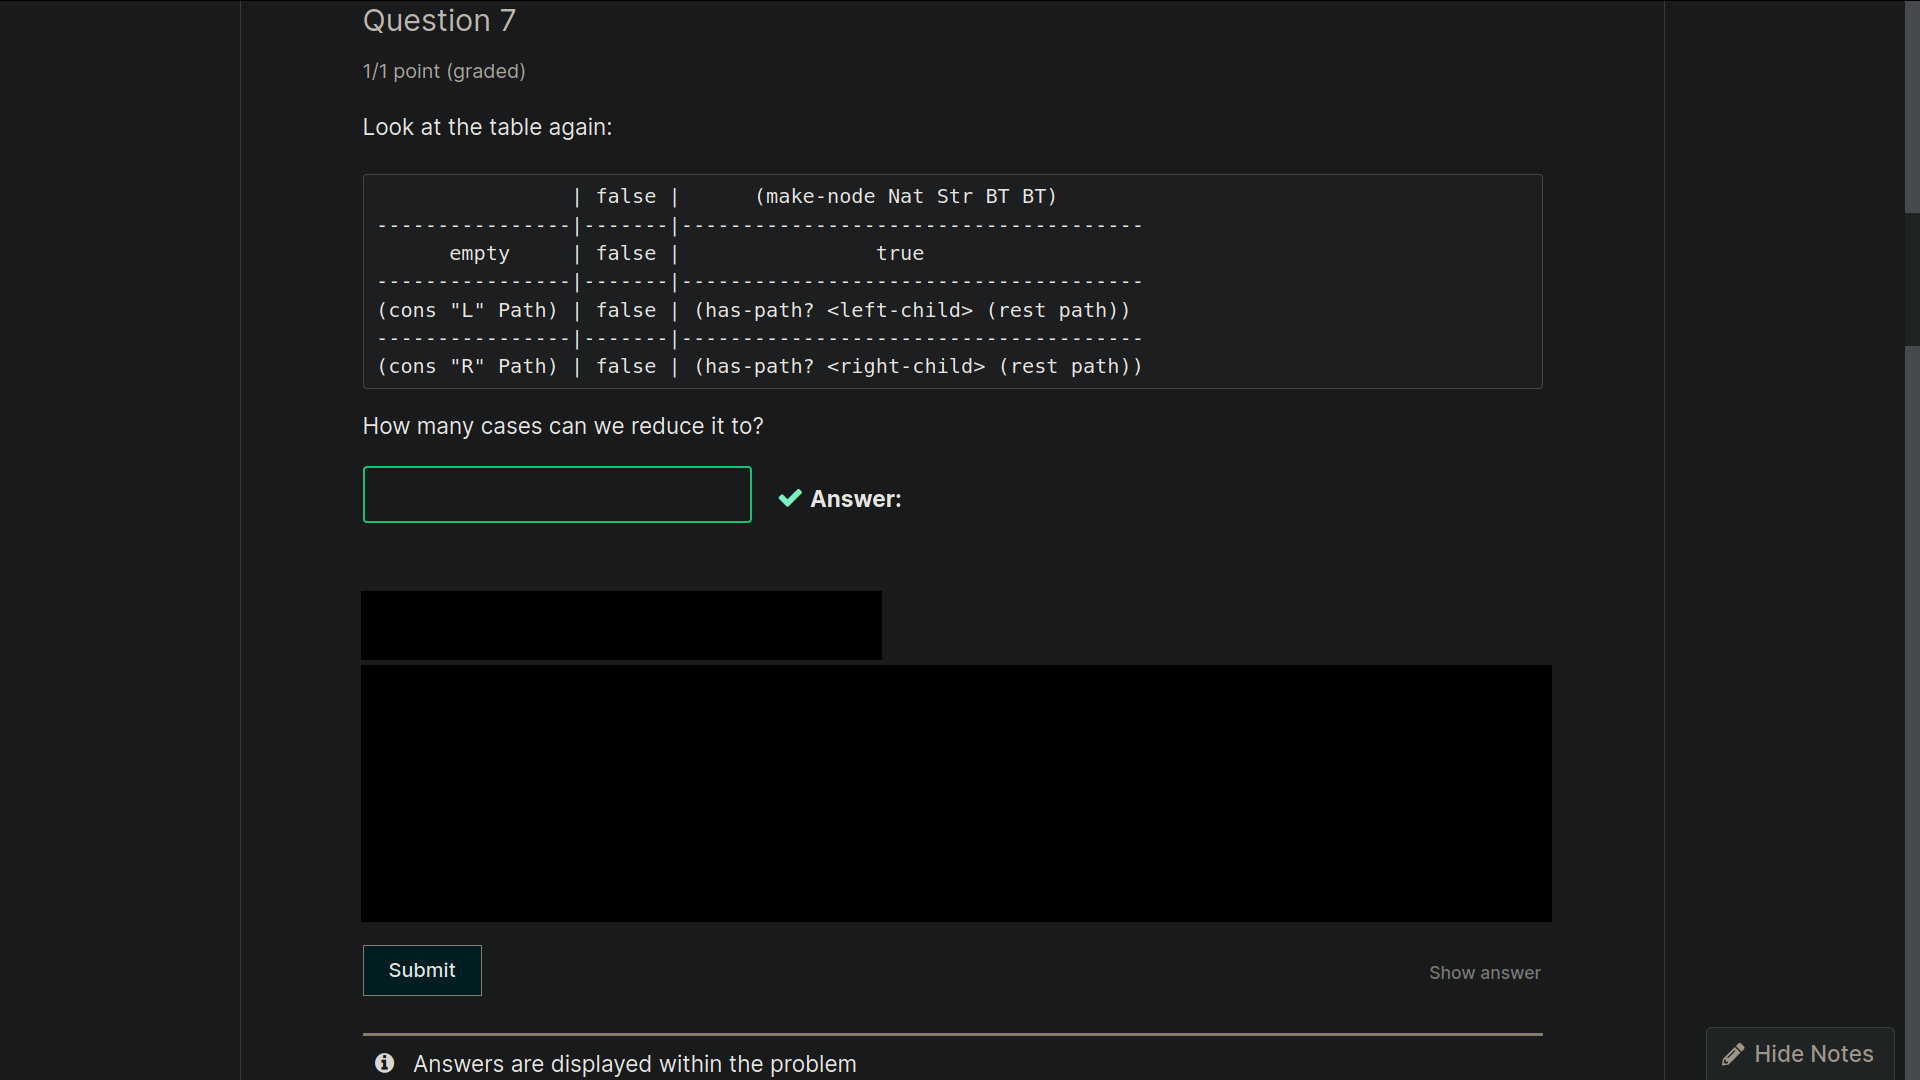 Question 7
1/1 point (graded)
Look at the table again:
                | false |      (make-node Nat Str BT BT)
----------------|-------|--------------------------------------
      empty     | false |                true
----------------|-------|--------------------------------------
(cons "L" Path) | false | (has-path? <left-child> (rest path))
----------------|-------|--------------------------------------
(cons "R" Path) | false | (has-path? <right-child> (rest path))
How many cases can we reduce it to?
Answer:
Submit
Show answer
Answers are displayed within the problem
Hide Notes